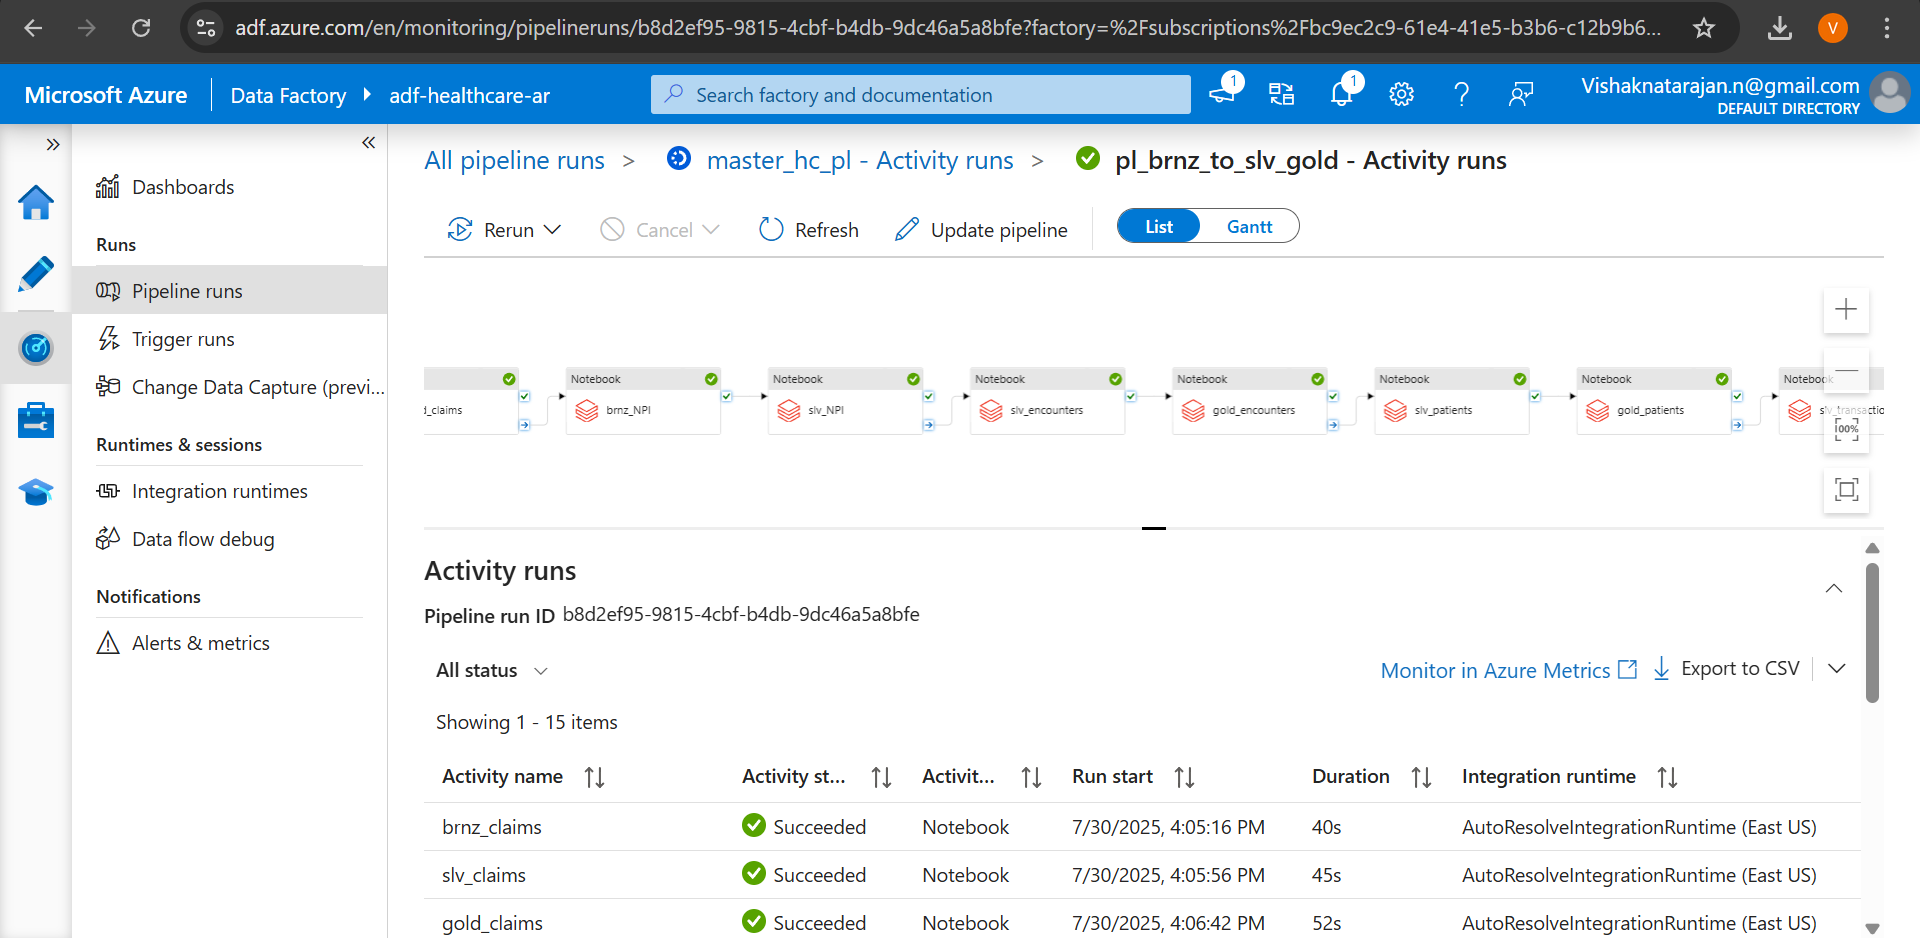 adf.azure.com/en/monitoring/pipelineruns/b8d2ef95-9815-4cbf-b4db-9dc46a5a8bfe?factory=%2Fsubscriptions%2Fbc9ec2c9-61e4-41e5-b3b6-c12b9b6...
V
Microsoft Azure
Data Factory
adf-healthcare-ar
Search factory and documentation
1
1
Vishaknatarajan.n@gmail.com
DEFAULT DIRECTORY
Dashboards
Runs
Pipeline runs
Trigger runs
Change Data Capture (previ...
Runtimes & sessions
Integration runtimes
Data flow debug
Notifications
Alerts & metrics
All pipeline runs > master_hc_pl - Activity runs > pl_brnz_to_slv_gold - Activity runs
Rerun
Cancel
Refresh
Update pipeline
List
Gantt
d_claims
Notebook
brnz_NPI
Notebook
slv_NPI
Notebook
slv_encounters
Notebook
gold_encounters
Notebook
slv_patients
Notebook
gold_patients
Notebook
slv_transactio
100%
Activity runs
Pipeline run ID b8d2ef95-9815-4cbf-b4db-9dc46a5a8bfe
All status
Monitor in Azure Metrics
Export to CSV
Showing 1 - 15 items
Activity name Activity st... Activit... Run start Duration Integration runtime
brnz_claims Succeeded Notebook 7/30/2025, 4:05:16 PM 40s AutoResolveIntegrationRuntime (East US)
slv_claims Succeeded Notebook 7/30/2025, 4:05:56 PM 45s AutoResolveIntegrationRuntime (East US)
gold_claims Succeeded Notebook 7/30/2025, 4:06:42 PM 52s AutoResolveIntegrationRuntime (East US)